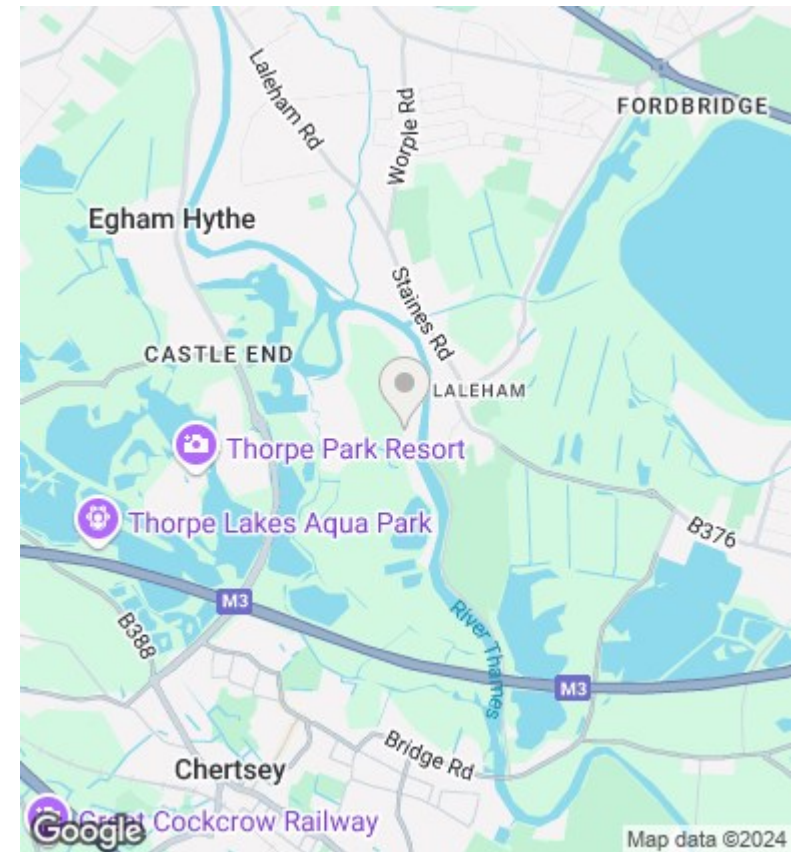 Laleham Rd
Worple Rd
FORDBRIDGE
Egham Hythe
Staines Rd
CASTLE END
LALEHAM
Thorpe Park Resort
Thorpe Lakes Aqua Park
B376
M3
B388
River Thames
M3
Bridge Rd
Chertsey
Great Cockcrow Railway
Google
Map data ©2024